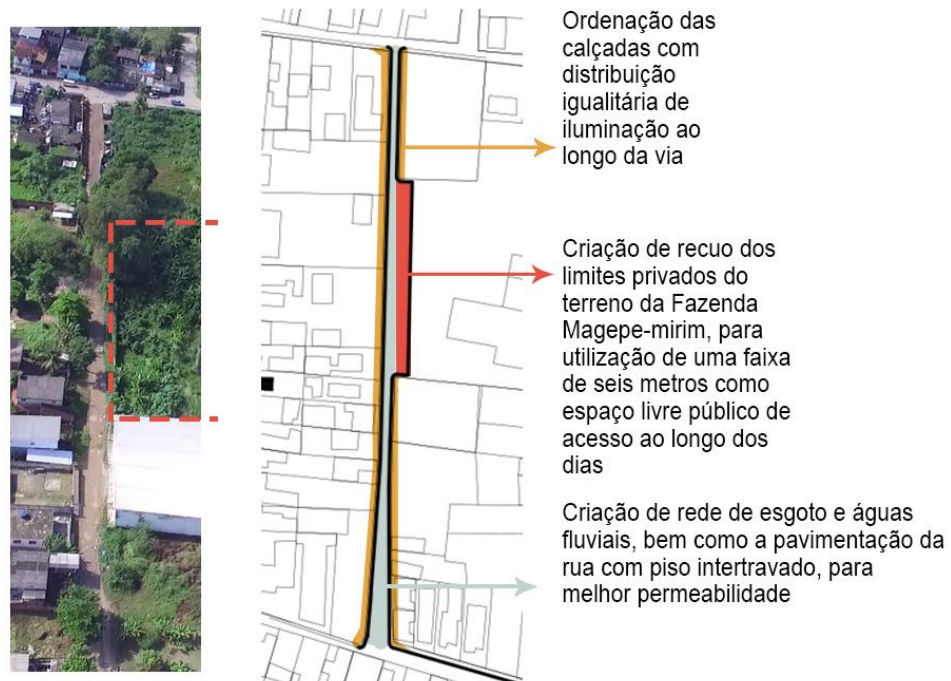 Ordenação das
calçadas com
distribuição
igualitária de
iluminação ao
longo da via
Criação de recuo dos
limites privados do
terreno da Fazenda
Magepe-mirim, para
utilização de uma faixa
de seis metros como
espaço livre público de
acesso ao longo dos
dias
Criação de rede de esgoto e águas
fluviais, bem como a pavimentação da
rua com piso intertravado, para
melhor permeabilidade